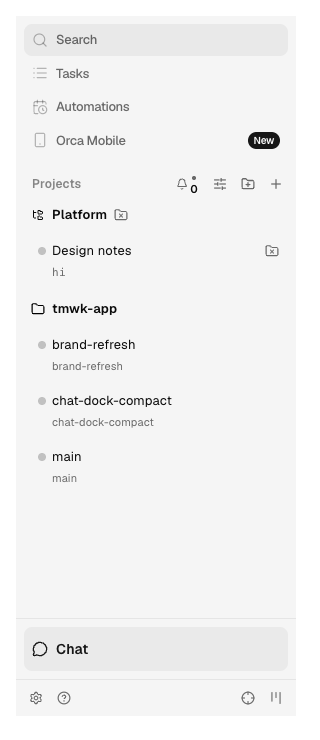 Search
Tasks
Automations
Orca Mobile New
Projects 0
Platform
Design notes
hi
tmwk-app
brand-refresh
brand-refresh
chat-dock-compact
chat-dock-compact
main
main
Chat